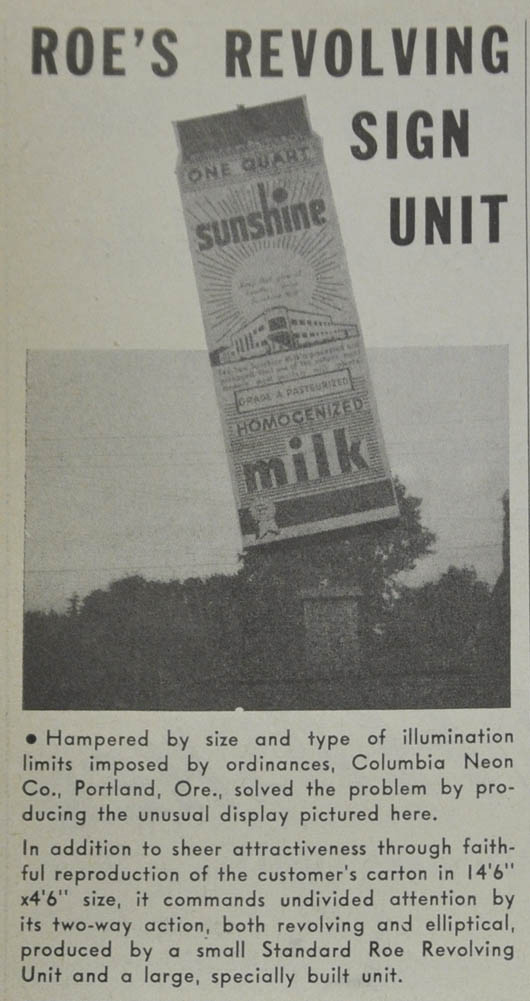 ROE'S REVOLVING
SIGN
UNIT
ONE QUART
sunshine
GRADE A PASTEURIZED
HOMOGENIZED
milk
• Hampered by size and type of illumination
limits imposed by ordinances, Columbia Neon
Co., Portland, Ore., solved the problem by pro-
ducing the unusual display pictured here.
In addition to sheer attractiveness through faith-
ful reproduction of the customer's carton in 14'6"
x4'6" size, it commands undivided attention by
its two-way action, both revolving and elliptical,
produced by a small Standard Roe Revolving
Unit and a large, specially built unit.